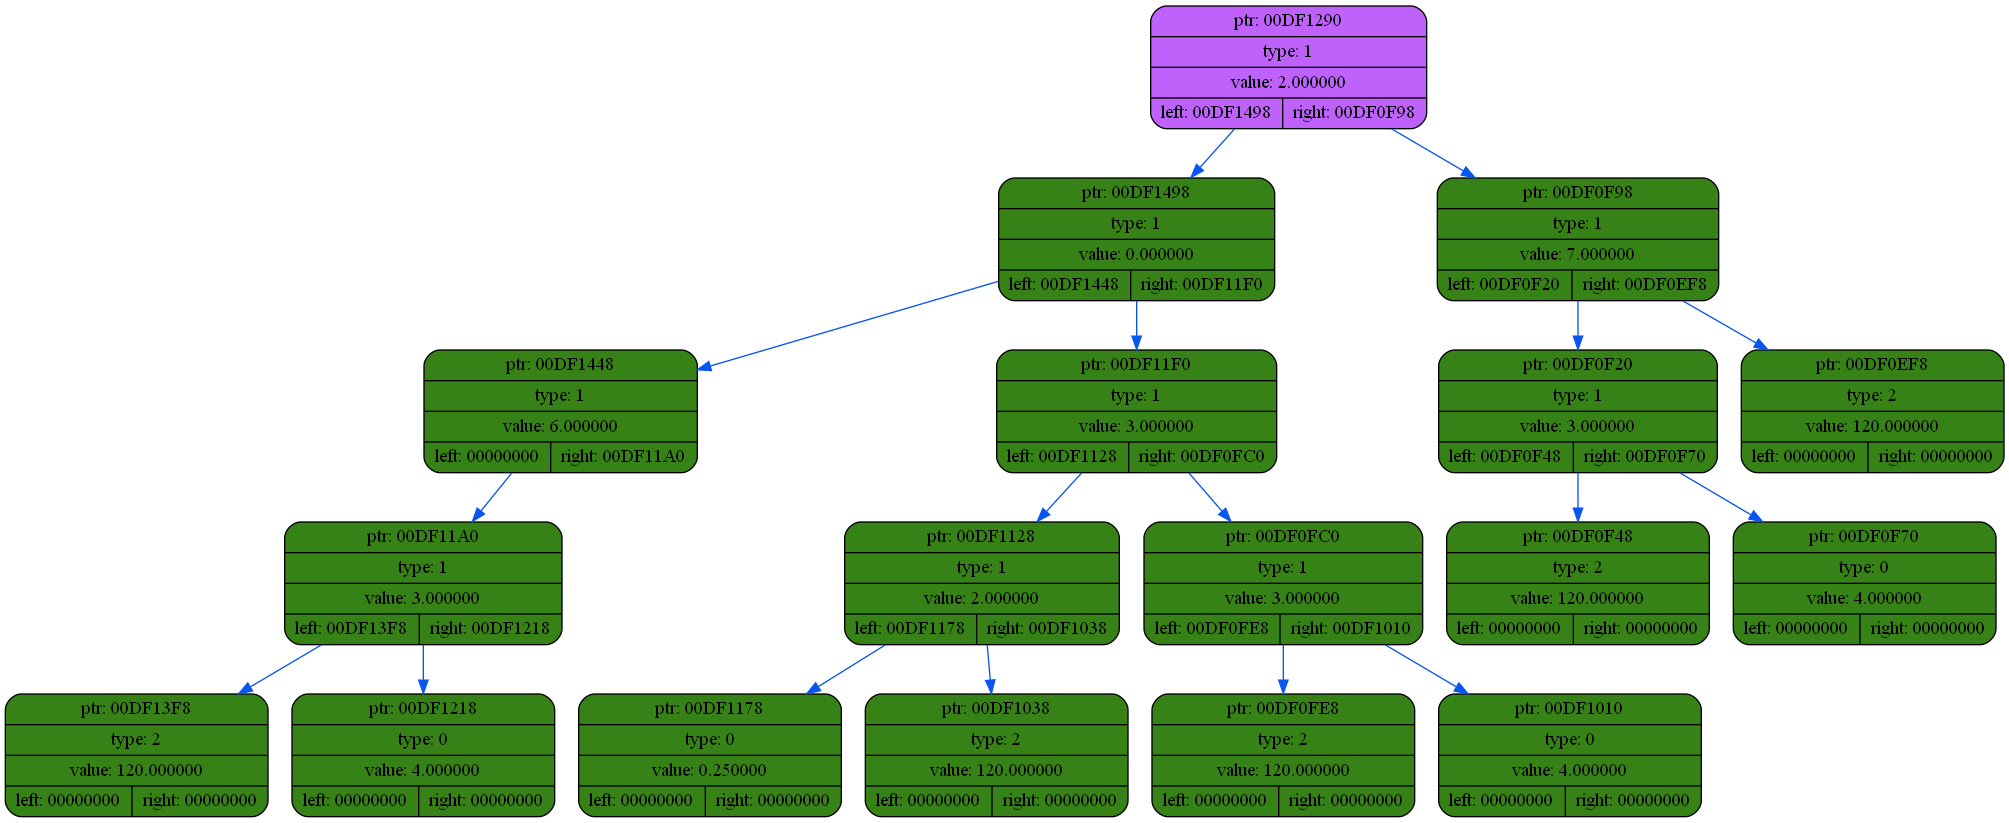 ptr: 00DF1290
type: 1
value: 2.000000
left: 00DF1498 right: 00DF0F98
ptr: 00DF1498
type: 1
value: 0.000000
left: 00DF1448 right: 00DF11F0
ptr: 00DF0F98
type: 1
value: 7.000000
left: 00DF0F20 right: 00DF0EF8
ptr: 00DF1448
type: 1
value: 6.000000
left: 00000000 right: 00DF11A0
ptr: 00DF11F0
type: 1
value: 3.000000
left: 00DF1128 right: 00DF0FC0
ptr: 00DF0F20
type: 1
value: 3.000000
left: 00DF0F48 right: 00DF0F70
ptr: 00DF0EF8
type: 2
value: 120.000000
left: 00000000 right: 00000000
ptr: 00DF11A0
type: 1
value: 3.000000
left: 00DF13F8 right: 00DF1218
ptr: 00DF1128
type: 1
value: 2.000000
left: 00DF1178 right: 00DF1038
ptr: 00DF0FC0
type: 1
value: 3.000000
left: 00DF0FE8 right: 00DF1010
ptr: 00DF0F48
type: 2
value: 120.000000
left: 00000000 right: 00000000
ptr: 00DF0F70
type: 0
value: 4.000000
left: 00000000 right: 00000000
ptr: 00DF13F8
type: 2
value: 120.000000
left: 00000000 right: 00000000
ptr: 00DF1218
type: 0
value: 4.000000
left: 00000000 right: 00000000
ptr: 00DF1178
type: 0
value: 0.250000
left: 00000000 right: 00000000
ptr: 00DF1038
type: 2
value: 120.000000
left: 00000000 right: 00000000
ptr: 00DF0FE8
type: 2
value: 120.000000
left: 00000000 right: 00000000
ptr: 00DF1010
type: 0
value: 4.000000
left: 00000000 right: 00000000